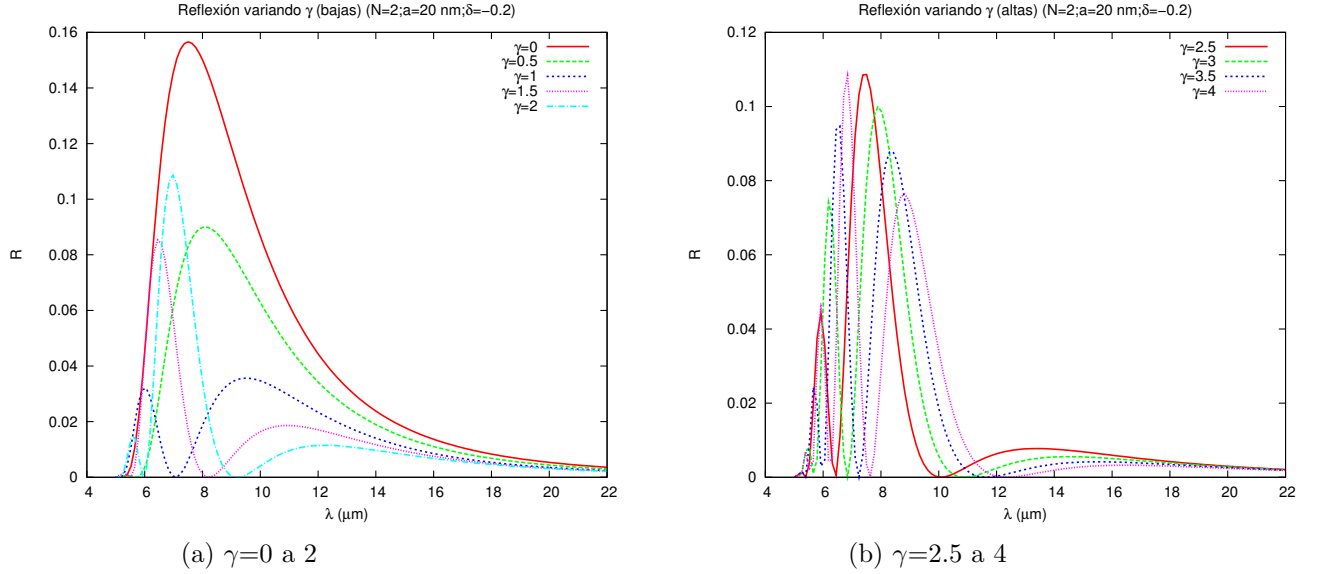 Reflexión variando γ (bajas) (N=2;a=20 nm;δ=−0.2)
0.16
0.14
0.12
0.1
0.08
0.06
0.04
0.02
0
R
4 6 8 10 12 14 16 18 20 22
λ (μm)
γ=0
γ=0.5
γ=1
γ=1.5
γ=2
(a) γ=0 a 2
Reflexión variando γ (altas) (N=2;a=20 nm;δ=−0.2)
0.12
0.1
0.08
0.06
0.04
0.02
0
R
4 6 8 10 12 14 16 18 20 22
λ (μm)
γ=2.5
γ=3
γ=3.5
γ=4
(b) γ=2.5 a 4